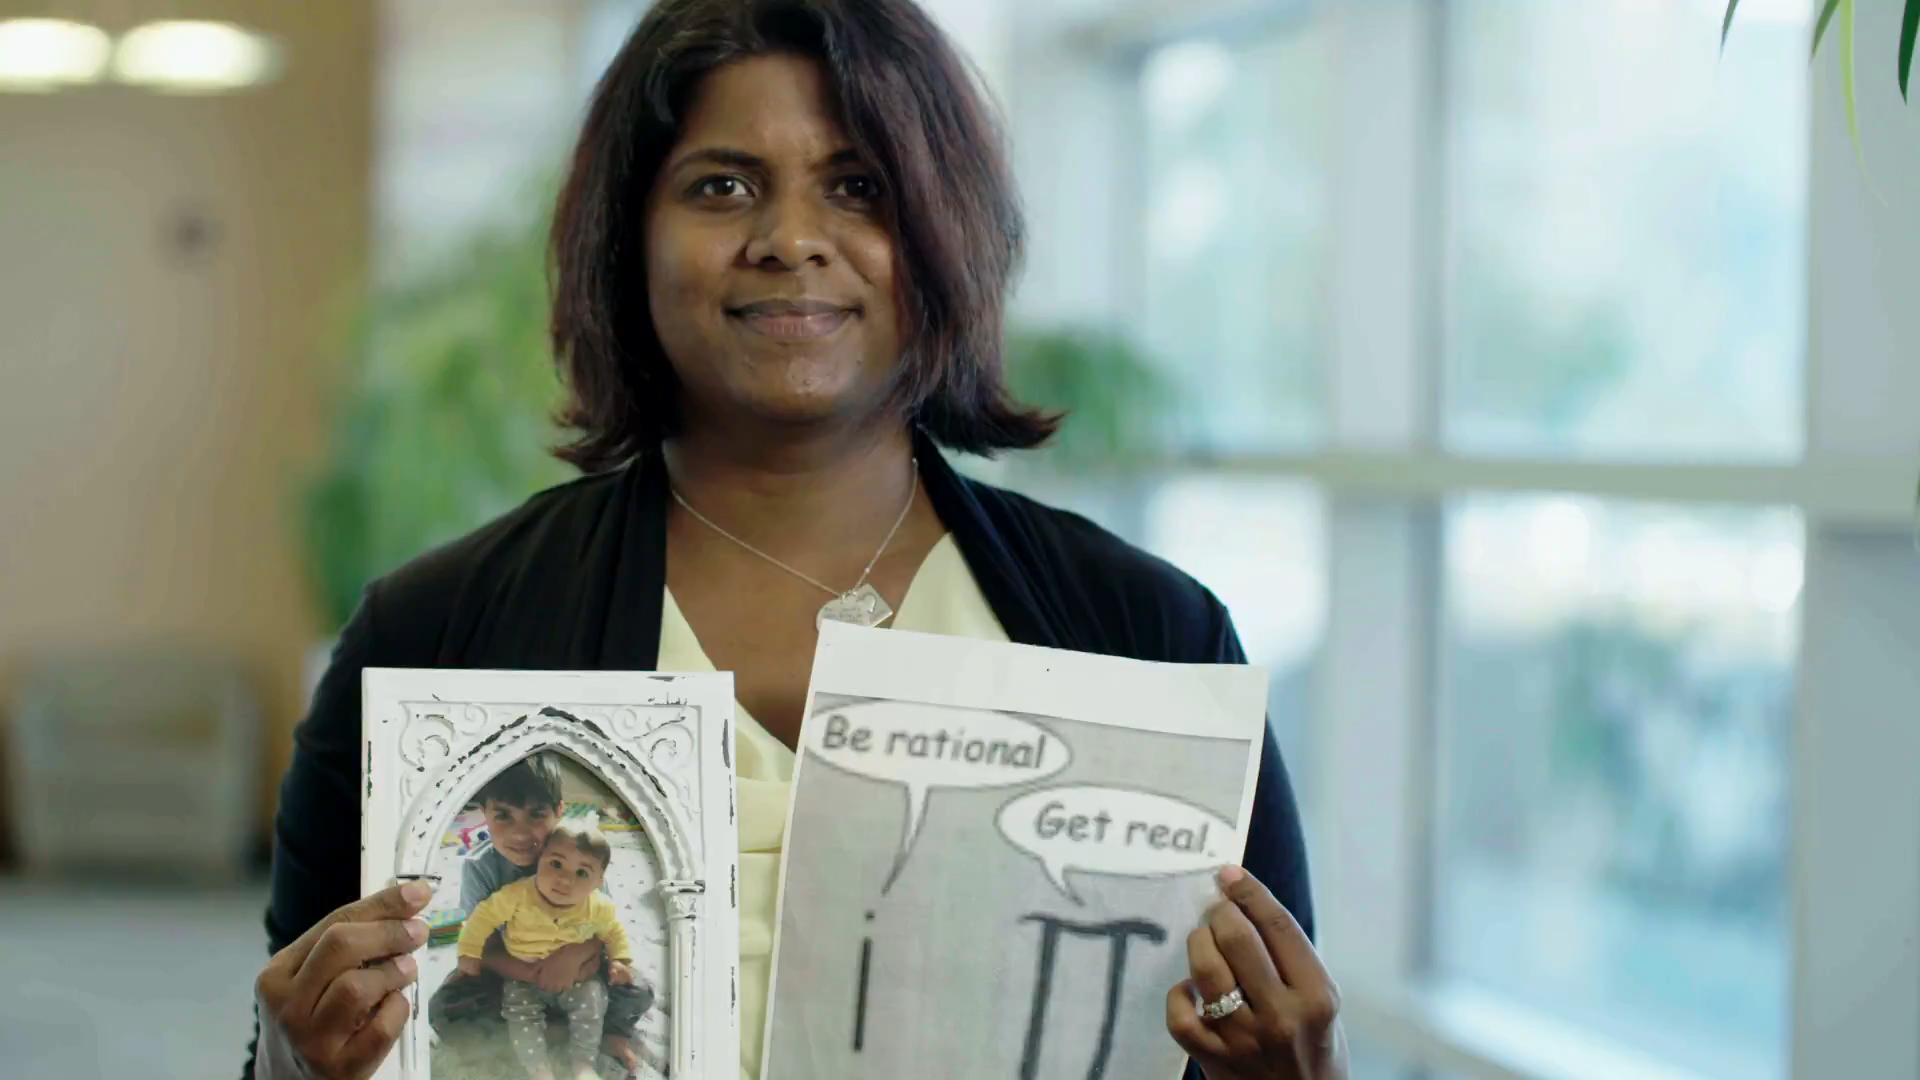 Be rational
Get real.
i
π